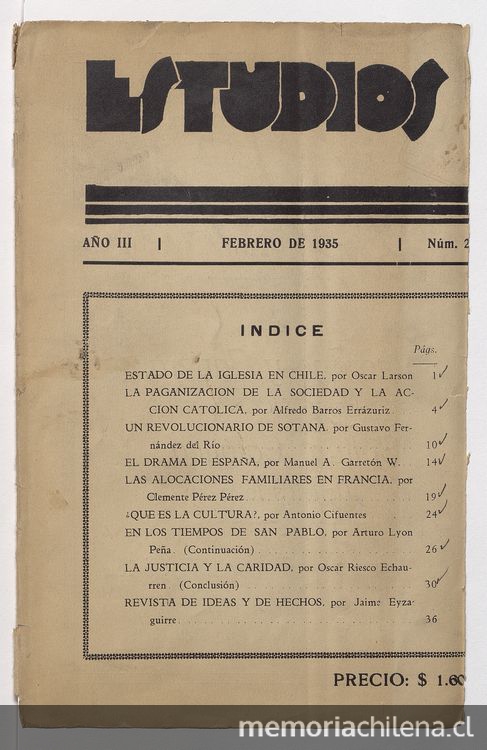 ESTUDIOS
AÑO III | FEBRERO DE 1935 | Núm. 2
INDICE
Págs.
ESTADO DE LA IGLESIA EN CHILE, por Oscar Larson 1
LA PAGANIZACION DE LA SOCIEDAD Y LA AC-
CION CATOLICA, por Alfredo Barros Errázuriz 4
UN REVOLUCIONARIO DE SOTANA, por Gustavo Fer-
nández del Río 10
EL DRAMA DE ESPAÑA, por Manuel A. Garretón W. 14
LAS ALOCACIONES FAMILIARES EN FRANCIA, por
Clemente Pérez Pérez 19
¿QUE ES LA CULTURA?, por Antonio Cifuentes 24
EN LOS TIEMPOS DE SAN PABLO, por Arturo Lyon
Peña (Continuación) 26
LA JUSTICIA Y LA CARIDAD, por Oscar Riesco Echau-
rren (Conclusión) 30
REVISTA DE IDEAS Y DE HECHOS, por Jaime Eyza-
guirre 36
PRECIO: $ 1.60
memoriachilena.cl